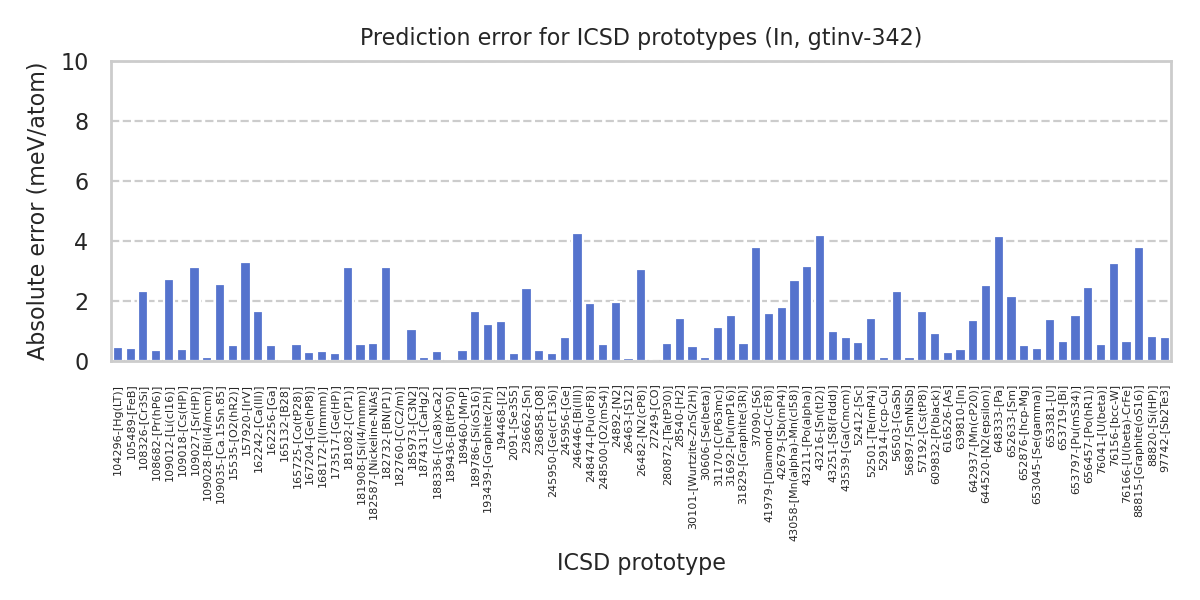 Prediction error for ICSD prototypes (In, gtinv-342)
Absolute error (meV/atom)
10
8
6
4
2
0
104296-[Hg(LT)]
105489-[FeB]
108326-[Cr3Si]
108682-[Pr(hP6)]
109012-[Li(cI16)]
109018-[Cs(HP)]
109027-[Sr(HP)]
109028-[Bi(I4/mcm)]
109035-[Ca.15Sn.85]
15535-[O2(hR2)]
157920-[IrV]
162242-[Ca(III)]
162256-[Ga]
165132-[B28]
165725-[Co(tP28)]
167204-[Ge(hP8)]
168172-[I(Immm)]
173517-[Ge(HP)]
181082-[C(P1)]
181908-[Si(I4/mmm)]
182587-[Nickeline-NiAs]
182732-[BN(P1)]
182760-[C(C2/m)]
185973-[C3N2]
187431-[CaHg2]
188336-[(Ca8)xCa2]
189436-[B(tP50)]
189460-[MnP]
189786-[Si(oS16)]
193439-[Graphite(2H)]
194468-[I2]
2091-[Se3S5]
236662-[Sn]
236858-[O8]
245950-[Ge(cF136)]
245956-[Ge]
246446-[Bi(III)]
248474-[Pu(oF8)]
248500-[O2(mS4)]
24892-[N2]
26463-[S12]
26482-[N2(cP8)]
27249-[CO]
280872-[Ta(tP30)]
28540-[H2]
30101-[Wurtzite-ZnS(2H)]
30606-[Se(beta)]
31170-[C(P63mc)]
31692-[Pu(mP16)]
31829-[Graphite(3R)]
37090-[S6]
41979-[Diamond-C(cF8)]
42679-[Sb(mP4)]
43058-[Mn(alpha)-Mn(cI58)]
43211-[Po(alpha)]
43216-[Sn(tI2)]
43251-[S8(Fddd)]
43539-[Ga(Cmcm)]
52412-[Sc]
52501-[Te(mP4)]
52914-[ccp-Cu]
56503-[GaSb]
56897-[SmNiSb]
57192-[Cs(tP8)]
609832-[P(black)]
616526-[As]
639810-[In]
642937-[Mn(cP20)]
644520-[N2(epsilon)]
648333-[Pa]
652633-[Sm]
652876-[hcp-Mg]
653045-[Se(gamma)]
653381-[U]
653719-[Bi]
653797-[Pu(mS34)]
656457-[Po(hR1)]
76041-[U(beta)]
76156-[bcc-W]
76166-[U(beta)-CrFe]
88815-[Graphite(oS16)]
88820-[Si(HP)]
97742-[Sb2Te3]
ICSD prototype